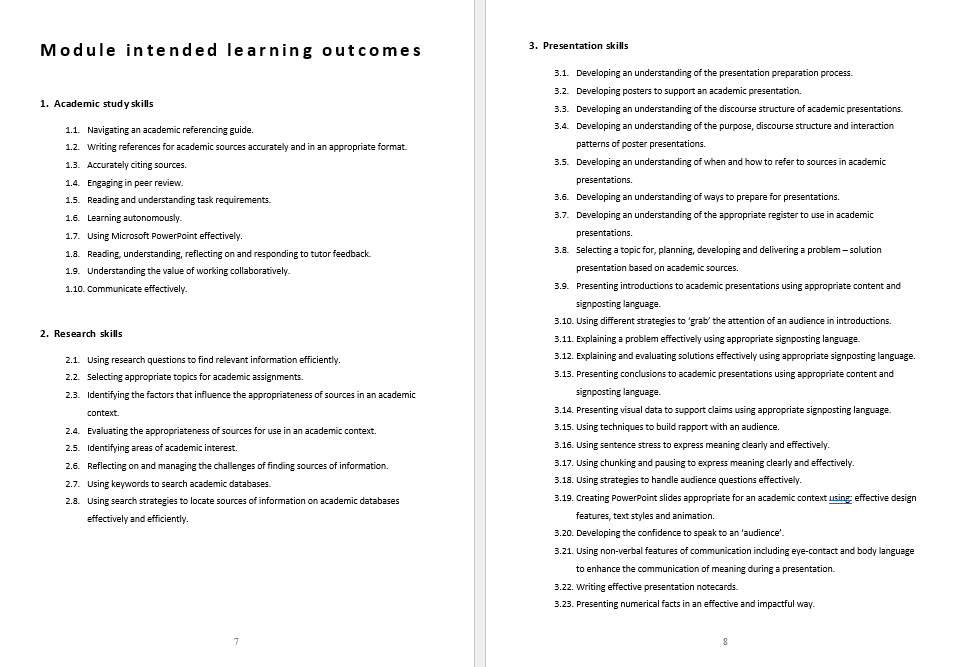 Module intended learning outcomes
1. Academic study skills
1.1. Navigating an academic referencing guide.
1.2. Writing references for academic sources accurately and in an appropriate format.
1.3. Accurately citing sources.
1.4. Engaging in peer review.
1.5. Reading and understanding task requirements.
1.6. Learning autonomously.
1.7. Using Microsoft PowerPoint effectively.
1.8. Reading, understanding, reflecting on and responding to tutor feedback.
1.9. Understanding the value of working collaboratively.
1.10. Communicate effectively.
2. Research skills
2.1. Using research questions to find relevant information efficiently.
2.2. Selecting appropriate topics for academic assignments.
2.3. Identifying the factors that influence the appropriateness of sources in an academic
context.
2.4. Evaluating the appropriateness of sources for use in an academic context.
2.5. Identifying areas of academic interest.
2.6. Reflecting on and managing the challenges of finding sources of information.
2.7. Using keywords to search academic databases.
2.8. Using search strategies to locate sources of information on academic databases
effectively and efficiently.
7
3. Presentation skills
3.1. Developing an understanding of the presentation preparation process.
3.2. Developing posters to support an academic presentation.
3.3. Developing an understanding of the discourse structure of academic presentations.
3.4. Developing an understanding of the purpose, discourse structure and interaction
patterns of poster presentations.
3.5. Developing an understanding of when and how to refer to sources in academic
presentations.
3.6. Developing an understanding of ways to prepare for presentations.
3.7. Developing an understanding of the appropriate register to use in academic
presentations.
3.8. Selecting a topic for, planning, developing and delivering a problem – solution
presentation based on academic sources.
3.9. Presenting introductions to academic presentations using appropriate content and
signposting language.
3.10. Using different strategies to ‘grab’ the attention of an audience in introductions.
3.11. Explaining a problem effectively using appropriate signposting language.
3.12. Explaining and evaluating solutions effectively using appropriate signposting language.
3.13. Presenting conclusions to academic presentations using appropriate content and
signposting language.
3.14. Presenting visual data to support claims using appropriate signposting language.
3.15. Using techniques to build rapport with an audience.
3.16. Using sentence stress to express meaning clearly and effectively.
3.17. Using chunking and pausing to express meaning clearly and effectively.
3.18. Using strategies to handle audience questions effectively.
3.19. Creating PowerPoint slides appropriate for an academic context using: effective design
features, text styles and animation.
3.20. Developing the confidence to speak to an ‘audience’.
3.21. Using non-verbal features of communication including eye-contact and body language
to enhance the communication of meaning during a presentation.
3.22. Writing effective presentation notecards.
3.23. Presenting numerical facts in an effective and impactful way.
8